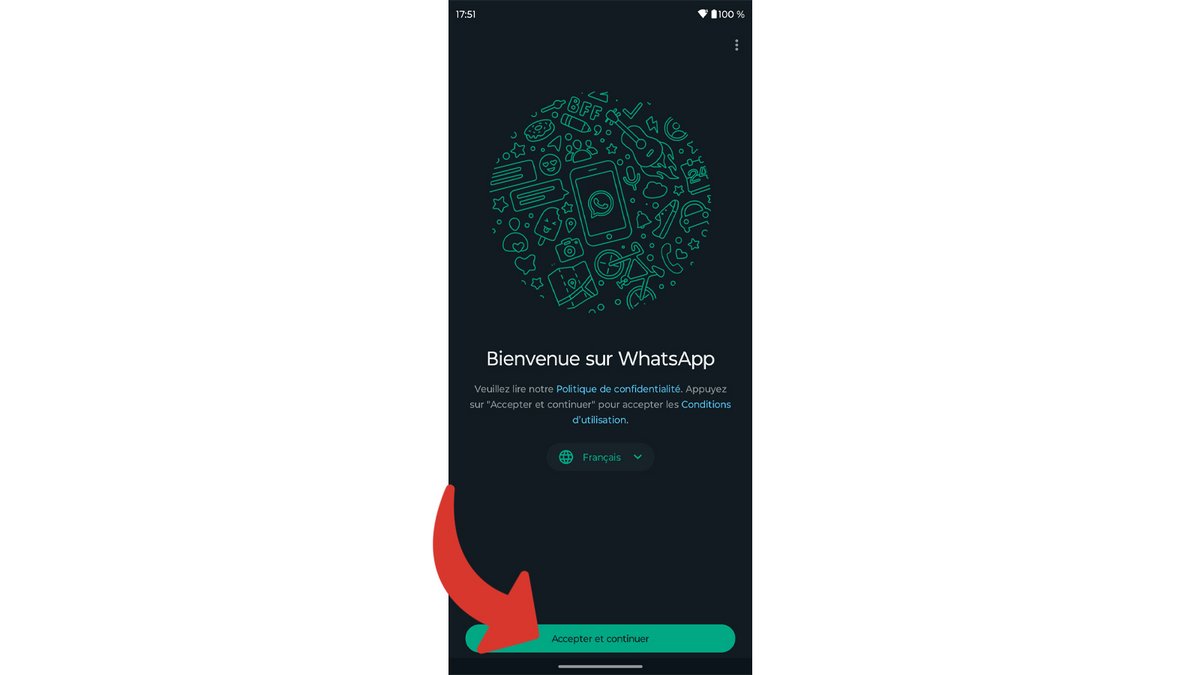 17:51
100 %
BFF
24
Bienvenue sur WhatsApp
Veuillez lire notre Politique de confidentialité. Appuyez
sur "Accepter et continuer" pour accepter les Conditions
d'utilisation.
Français
Accepter et continuer